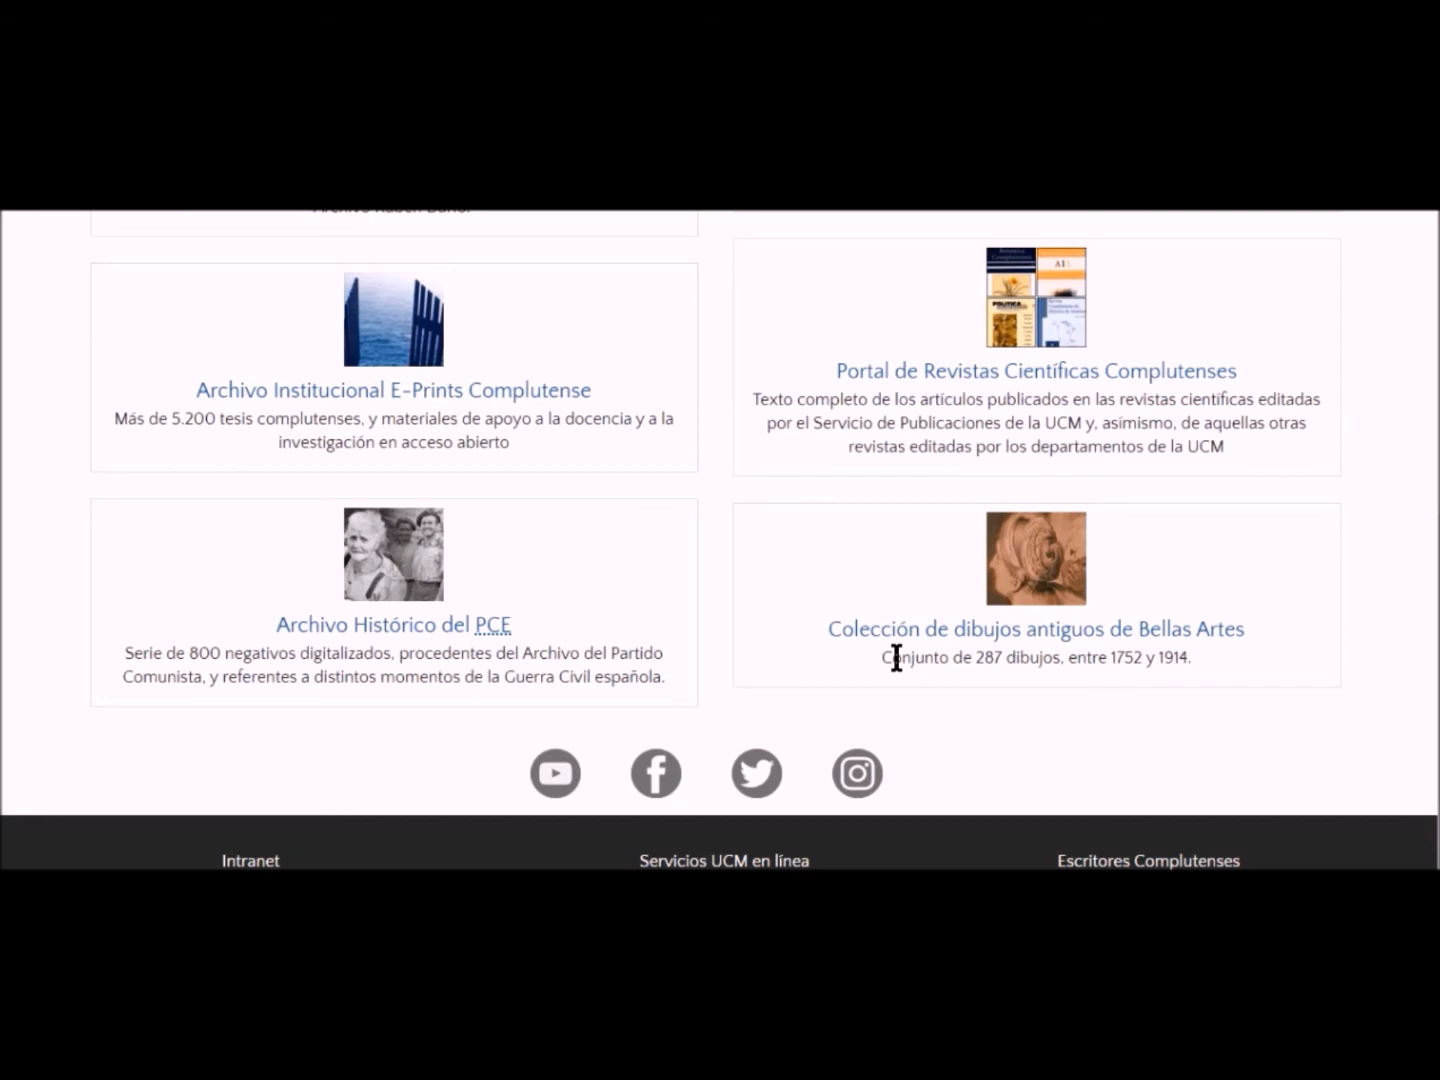 Archivo Institucional E-Prints Complutense
Más de 5.200 tesis complutenses, y materiales de apoyo a la docencia y a la
investigación en acceso abierto
Portal de Revistas Científicas Complutenses
Texto completo de los artículos publicados en las revistas científicas editadas
por el Servicio de Publicaciones de la UCM y, asímismo, de aquellas otras
revistas editadas por los departamentos de la UCM
Archivo Histórico del PCE
Serie de 800 negativos digitalizados, procedentes del Archivo del Partido
Comunista, y referentes a distintos momentos de la Guerra Civil española.
Colección de dibujos antiguos de Bellas Artes
Conjunto de 287 dibujos, entre 1752 y 1914.
Intranet
Servicios UCM en línea
Escritores Complutenses